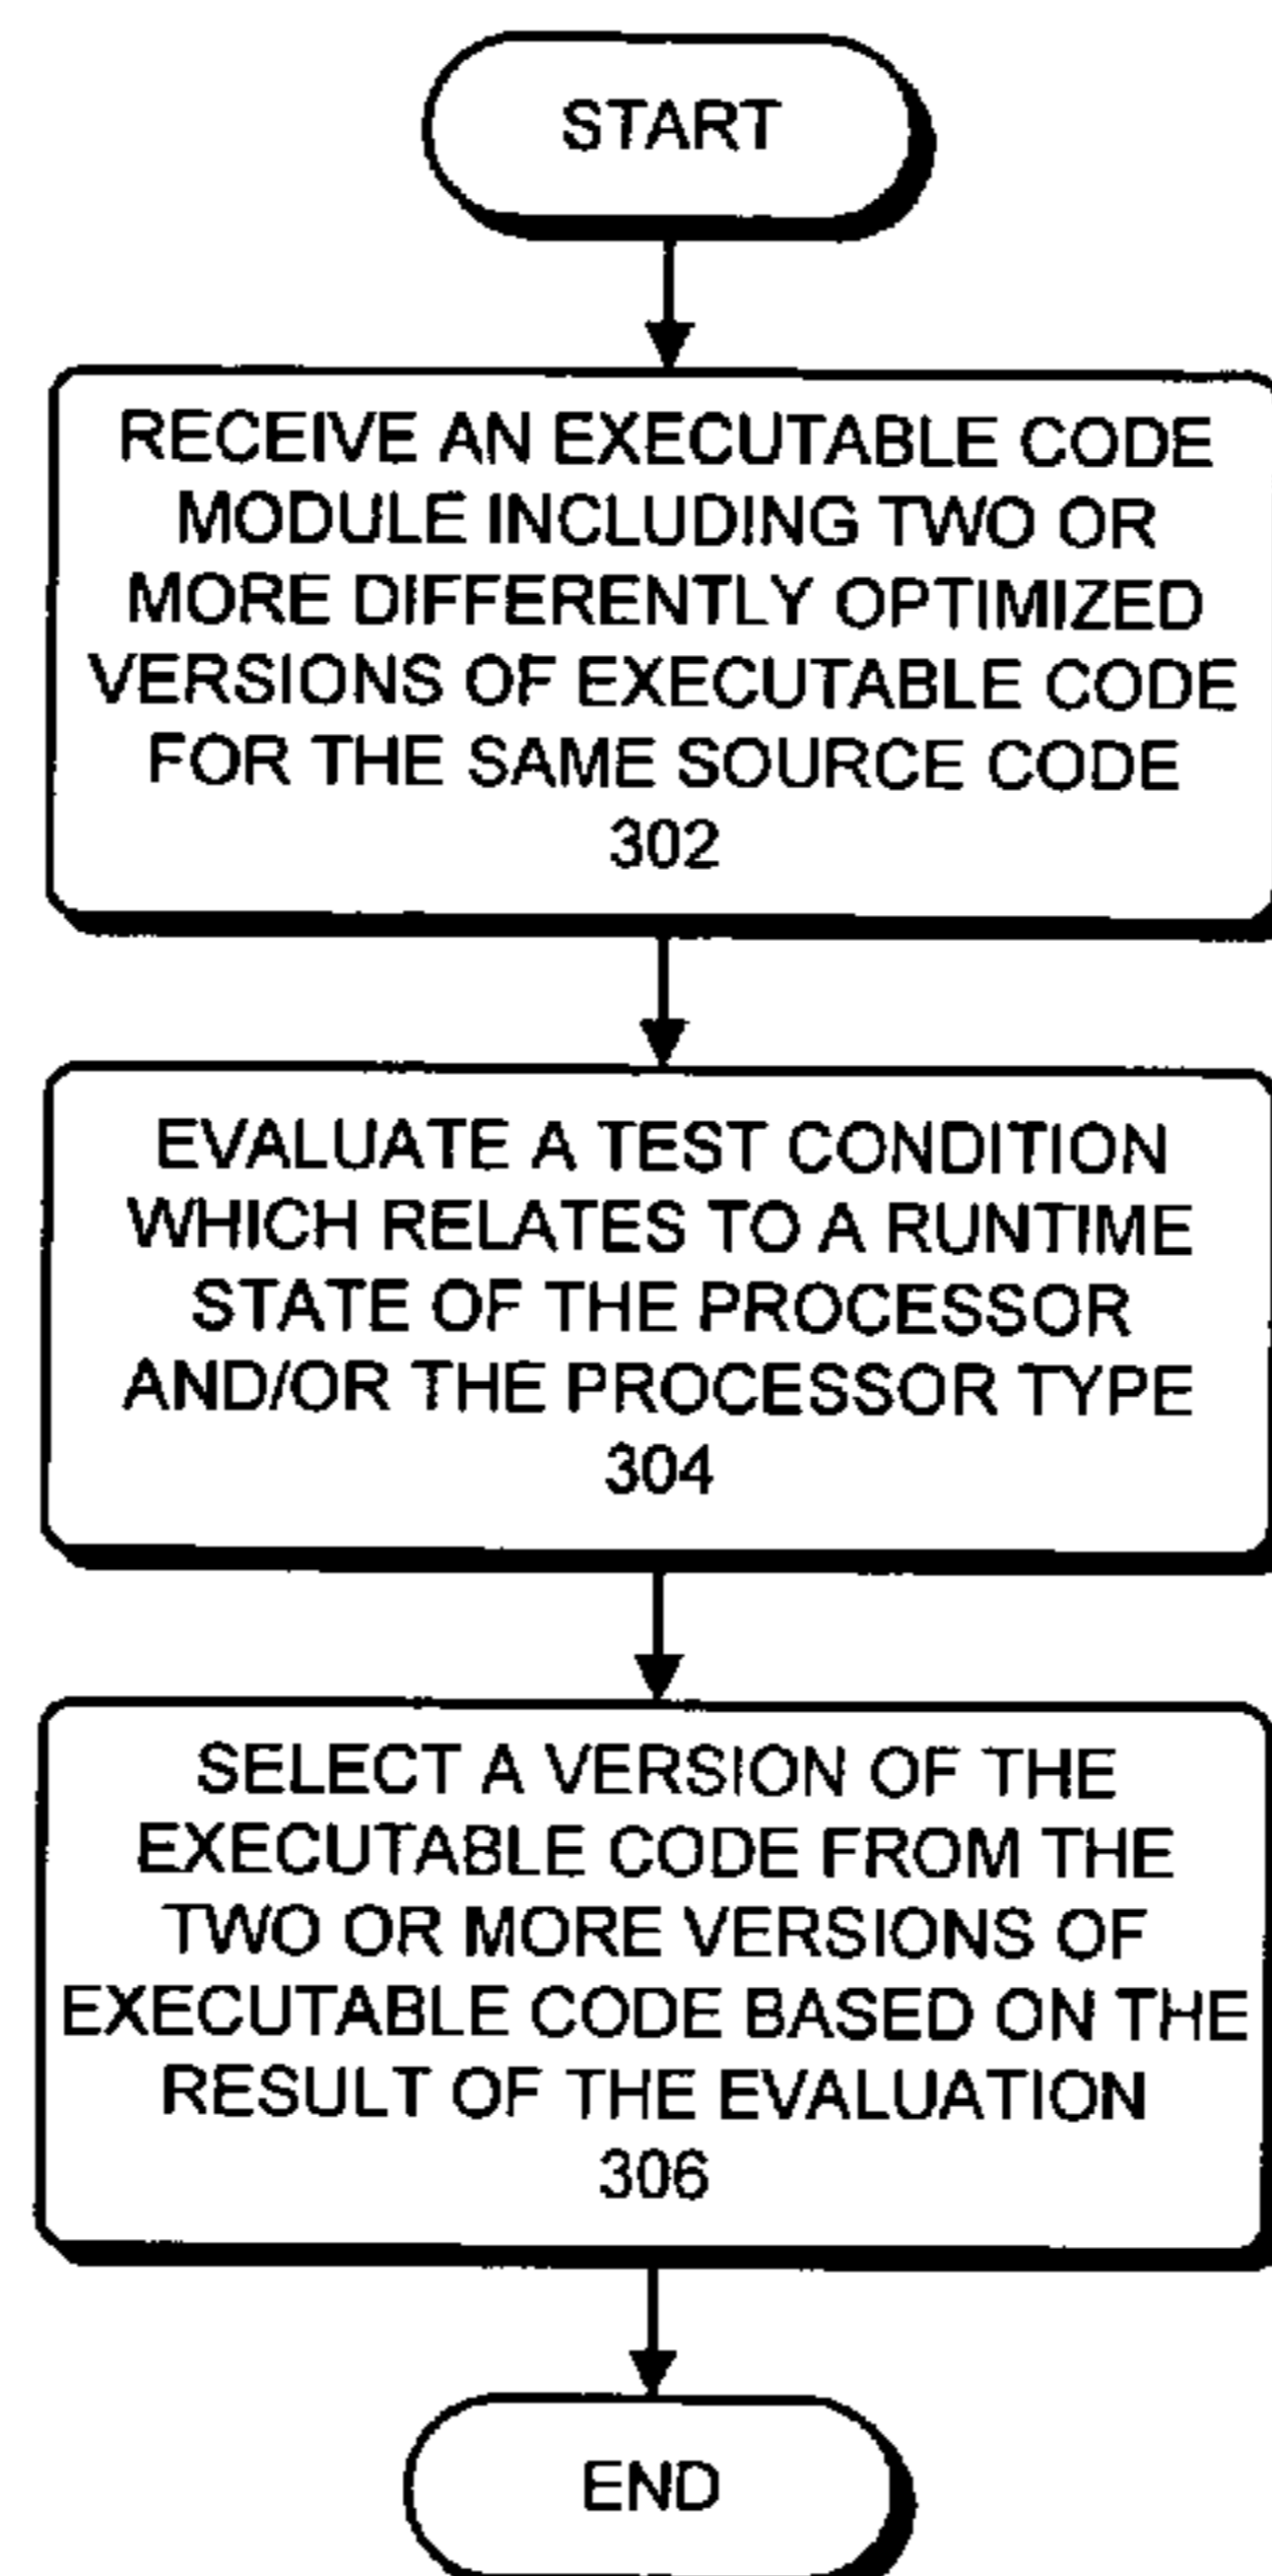 START
RECEIVE AN EXECUTABLE CODE
MODULE INCLUDING TWO OR
MORE DIFFERENTLY OPTIMIZED
VERSIONS OF EXECUTABLE CODE
FOR THE SAME SOURCE CODE
302
EVALUATE A TEST CONDITION
WHICH RELATES TO A RUNTIME
STATE OF THE PROCESSOR
AND/OR THE PROCESSOR TYPE
304
SELECT A VERSION OF THE
EXECUTABLE CODE FROM THE
TWO OR MORE VERSIONS OF
EXECUTABLE CODE BASED ON THE
RESULT OF THE EVALUATION
306
END